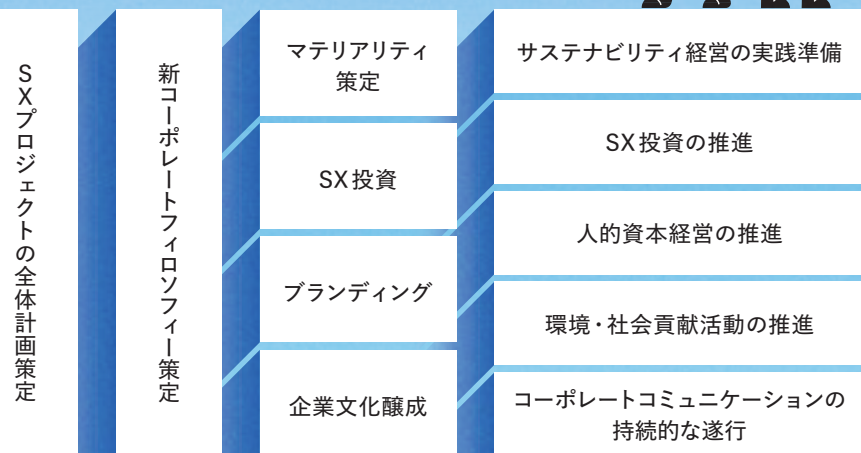 SXプロジェクトの全体計画策定
新コーポレートフィロソフィー策定
マテリアリティ
策定
SX投資
ブランディング
企業文化醸成
サステナビリティ経営の実践準備
SX投資の推進
人的資本経営の推進
環境・社会貢献活動の推進
コーポレートコミュニケーションの
持続的な遂行